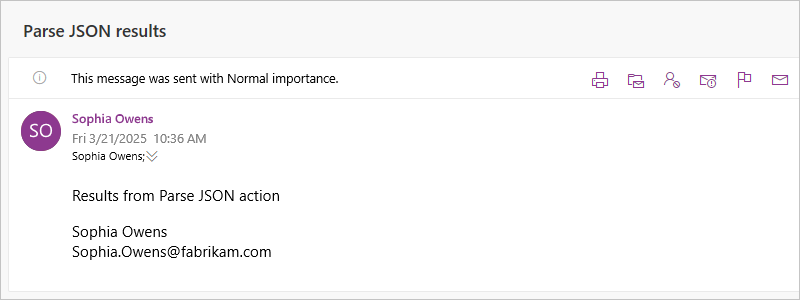 Parse JSON results
This message was sent with Normal importance.
SO
Sophia Owens
Fri 3/21/2025 10:36 AM
Sophia Owens;
Results from Parse JSON action
Sophia Owens
Sophia.Owens@fabrikam.com